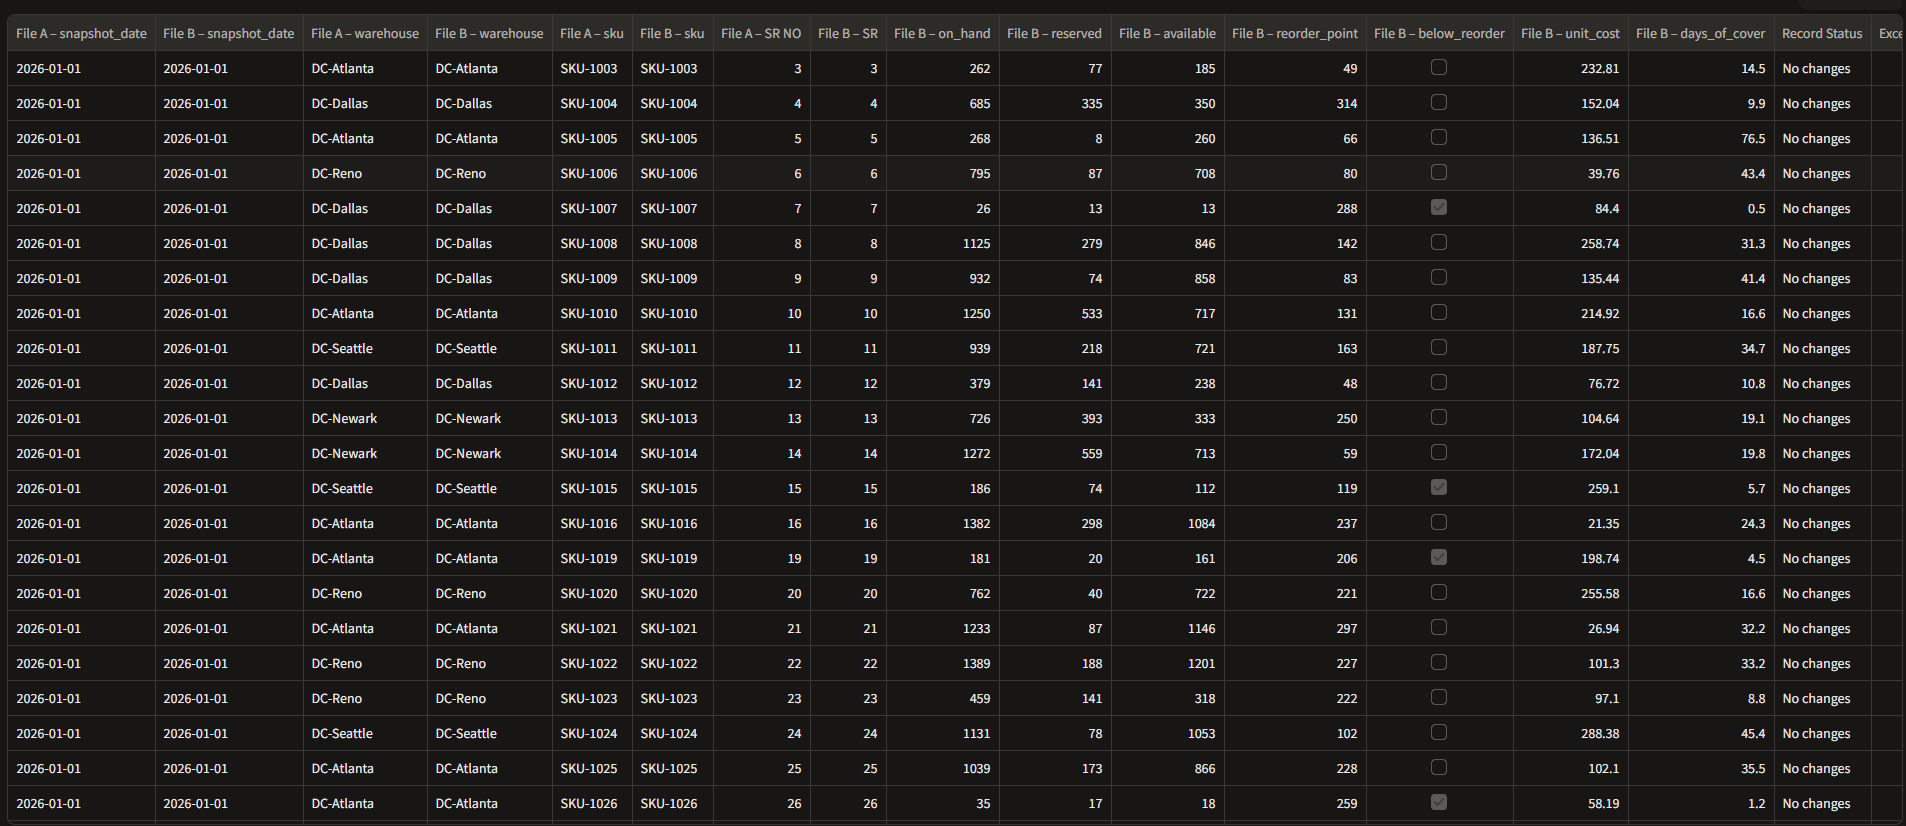 File A – snapshot_date File B – snapshot_date File A – warehouse File B – warehouse File A – sku File B – sku File A – SR NO File B – SR File B – on_hand File B – reserved File B – available File B – reorder_point File B – below_reorder File B – unit_cost File B – days_of_cover Record Status Exce
2026-01-01 2026-01-01 DC-Atlanta DC-Atlanta SKU-1003 SKU-1003 3 3 262 77 185 49 232.81 14.5 No changes
2026-01-01 2026-01-01 DC-Dallas DC-Dallas SKU-1004 SKU-1004 4 4 685 335 350 314 152.04 9.9 No changes
2026-01-01 2026-01-01 DC-Atlanta DC-Atlanta SKU-1005 SKU-1005 5 5 268 8 260 66 136.51 76.5 No changes
2026-01-01 2026-01-01 DC-Reno DC-Reno SKU-1006 SKU-1006 6 6 795 87 708 80 39.76 43.4 No changes
2026-01-01 2026-01-01 DC-Dallas DC-Dallas SKU-1007 SKU-1007 7 7 26 13 13 288 84.4 0.5 No changes
2026-01-01 2026-01-01 DC-Dallas DC-Dallas SKU-1008 SKU-1008 8 8 1125 279 846 142 258.74 31.3 No changes
2026-01-01 2026-01-01 DC-Dallas DC-Dallas SKU-1009 SKU-1009 9 9 932 74 858 83 135.44 41.4 No changes
2026-01-01 2026-01-01 DC-Atlanta DC-Atlanta SKU-1010 SKU-1010 10 10 1250 533 717 131 214.92 16.6 No changes
2026-01-01 2026-01-01 DC-Seattle DC-Seattle SKU-1011 SKU-1011 11 11 939 218 721 163 187.75 34.7 No changes
2026-01-01 2026-01-01 DC-Dallas DC-Dallas SKU-1012 SKU-1012 12 12 379 141 238 48 76.72 10.8 No changes
2026-01-01 2026-01-01 DC-Newark DC-Newark SKU-1013 SKU-1013 13 13 726 393 333 250 104.64 19.1 No changes
2026-01-01 2026-01-01 DC-Newark DC-Newark SKU-1014 SKU-1014 14 14 1272 559 713 59 172.04 19.8 No changes
2026-01-01 2026-01-01 DC-Seattle DC-Seattle SKU-1015 SKU-1015 15 15 186 74 112 119 259.1 5.7 No changes
2026-01-01 2026-01-01 DC-Atlanta DC-Atlanta SKU-1016 SKU-1016 16 16 1382 298 1084 237 21.35 24.3 No changes
2026-01-01 2026-01-01 DC-Atlanta DC-Atlanta SKU-1019 SKU-1019 19 19 181 20 161 206 198.74 4.5 No changes
2026-01-01 2026-01-01 DC-Reno DC-Reno SKU-1020 SKU-1020 20 20 762 40 722 221 255.58 16.6 No changes
2026-01-01 2026-01-01 DC-Atlanta DC-Atlanta SKU-1021 SKU-1021 21 21 1233 87 1146 297 26.94 32.2 No changes
2026-01-01 2026-01-01 DC-Reno DC-Reno SKU-1022 SKU-1022 22 22 1389 188 1201 227 101.3 33.2 No changes
2026-01-01 2026-01-01 DC-Reno DC-Reno SKU-1023 SKU-1023 23 23 459 141 318 222 97.1 8.8 No changes
2026-01-01 2026-01-01 DC-Seattle DC-Seattle SKU-1024 SKU-1024 24 24 1131 78 1053 102 288.38 45.4 No changes
2026-01-01 2026-01-01 DC-Atlanta DC-Atlanta SKU-1025 SKU-1025 25 25 1039 173 866 228 102.1 35.5 No changes
2026-01-01 2026-01-01 DC-Atlanta DC-Atlanta SKU-1026 SKU-1026 26 26 35 17 18 259 58.19 1.2 No changes